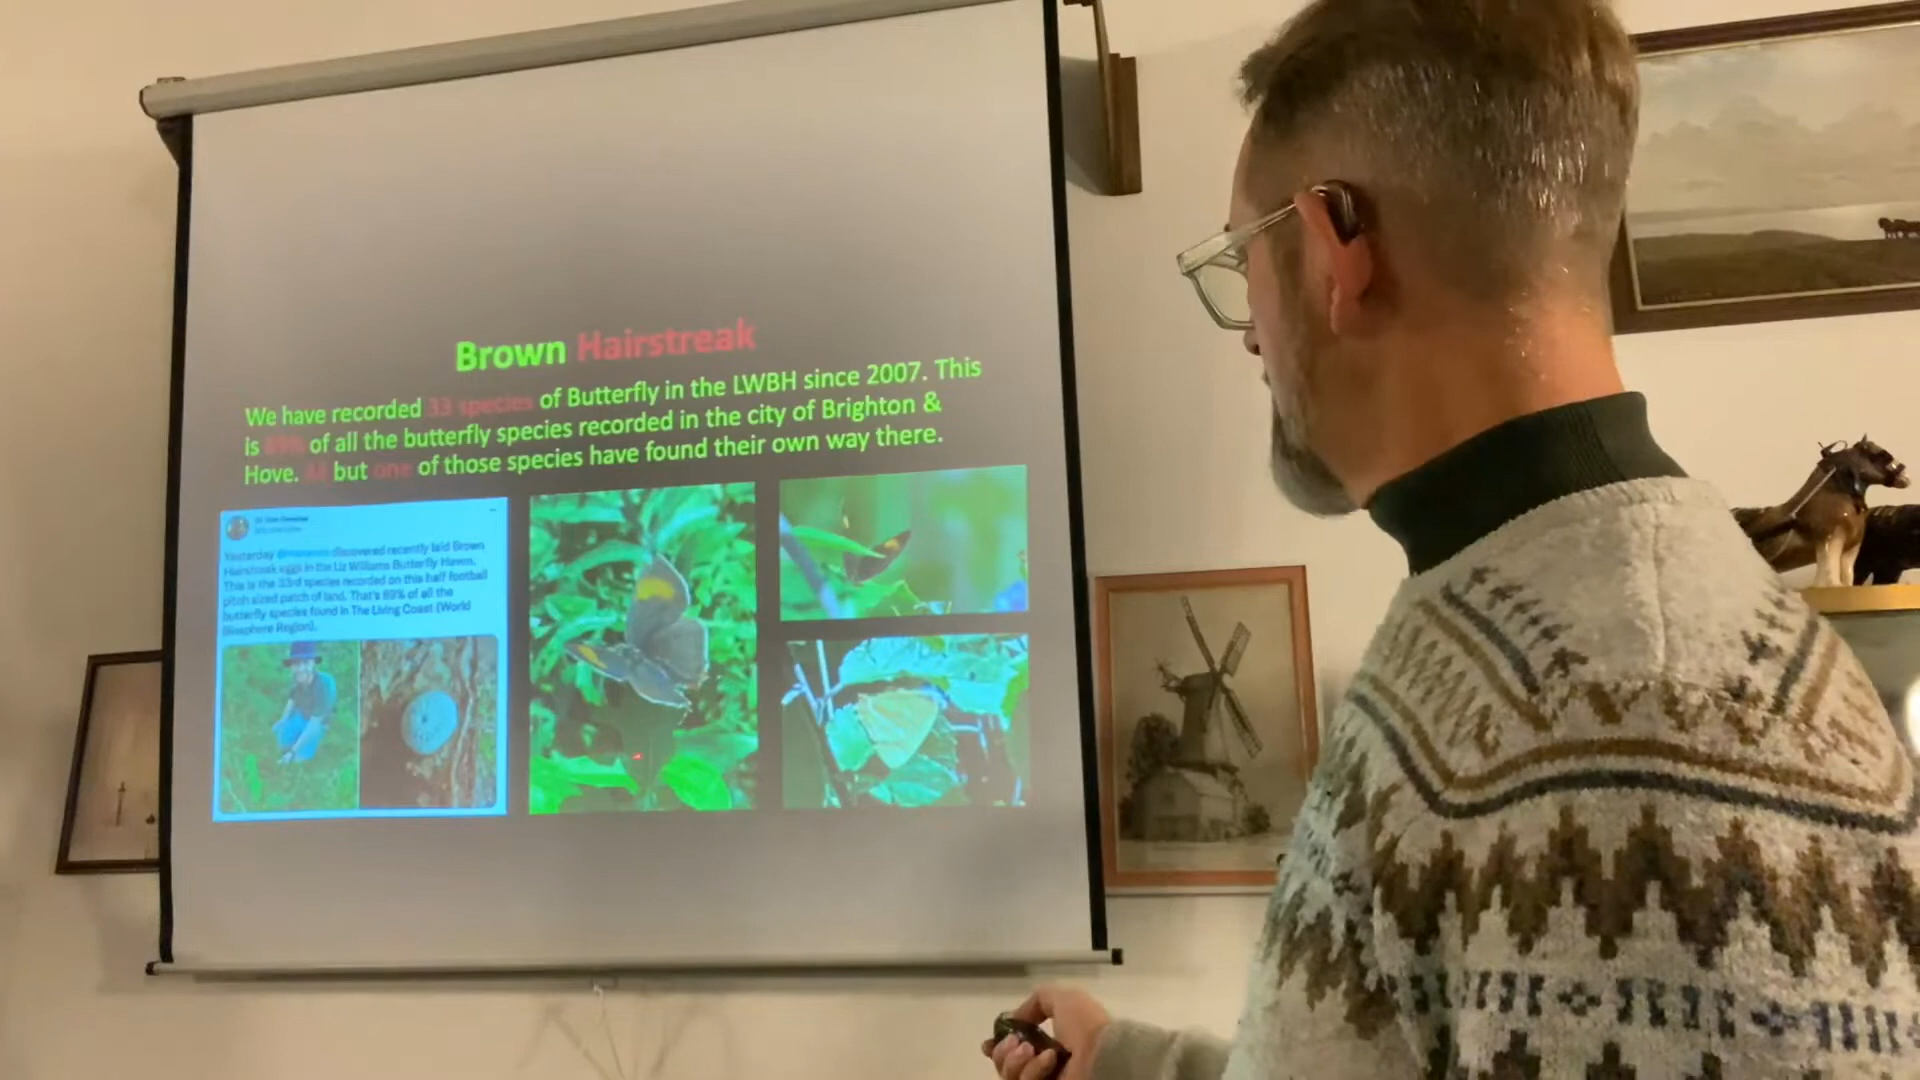 Brown Hairstreak
We have recorded 33 species of Butterfly in the LWBH since 2007. This
is 89% of all the butterfly species recorded in the city of Brighton &
Hove. All but one of those species have found their own way there.
Yesterday discovered recently laid Brown
Hairstreak eggs in the Liz Williams Butterfly Haven.
This is the 33rd species recorded on this half football
pitch sized patch of land. That's 89% of all the
butterfly species found in The Living Coast (World
Biosphere Region).